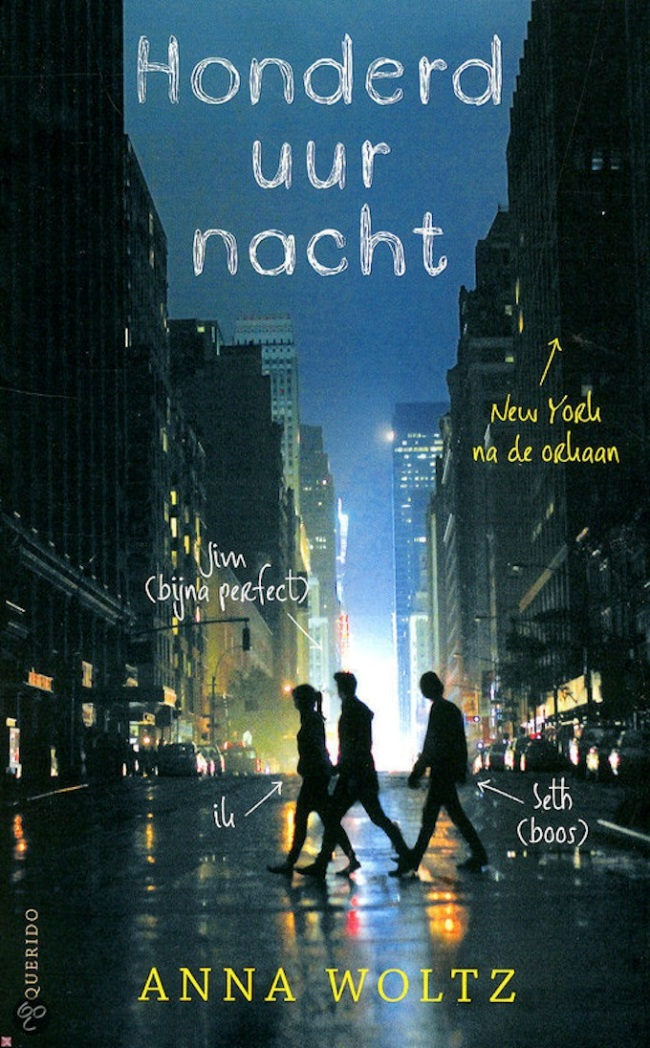 Honderd
uur
nacht
New York
na de orkaan
Jim
(bijna perfect)
ik
Seth
(boos)
QUERIDO
ANNA WOLTZ